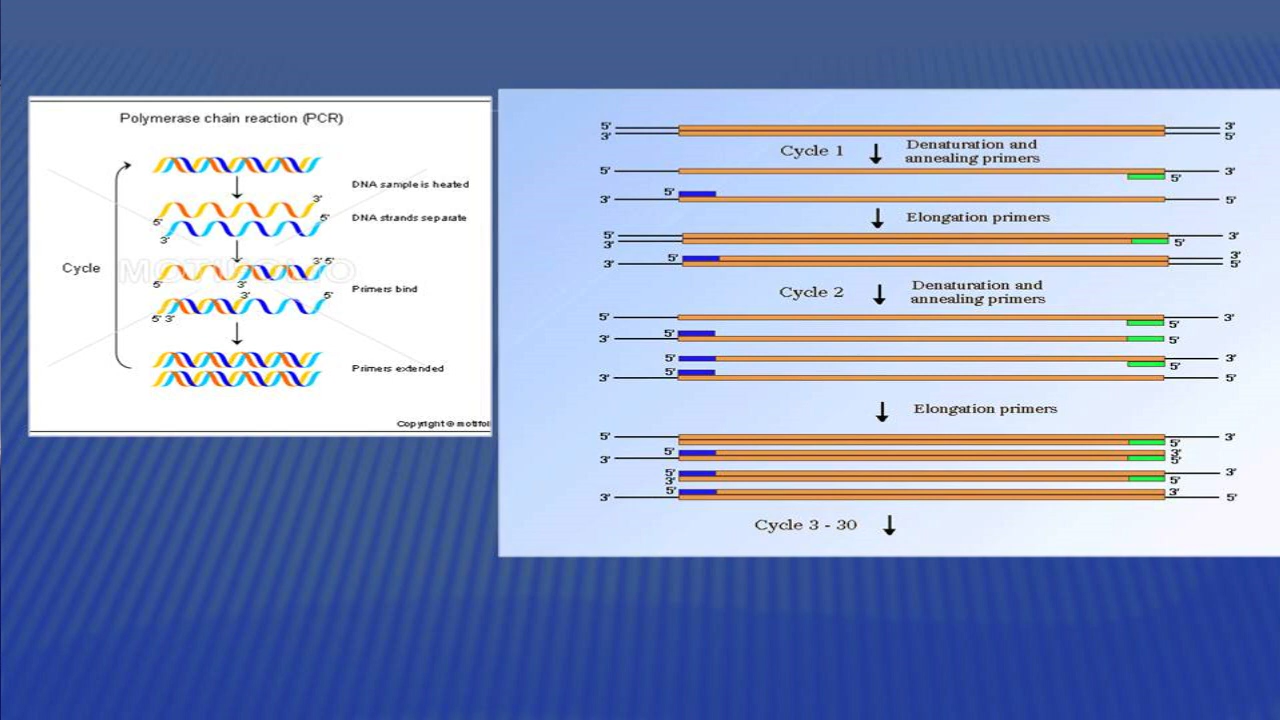 Polymerase chain reaction (PCR)
DNA sample is heated
3'
5'
DNA strands separate
5'
3'
Cycle
MOTIFOLIO
3' 5'
5'
3'
Primers bind
3'
5'
5' 3'
Primers extended
Copyright © motifol
5' 3'
3' 5'
Cycle 1
Denaturation and
annealing primers
5' 3'
5'
5'
3' 5'
Elongation primers
5' 3'
3' 5'
5' 3'
3' 5'
Cycle 2
Denaturation and
annealing primers
5' 3'
5'
5'
3' 5'
5' 3'
5'
5'
3' 5'
Elongation primers
5' 3'
5'
5' 3'
3' 5'
5' 3'
3' 5'
5' 3'
3' 5'
Cycle 3 - 30